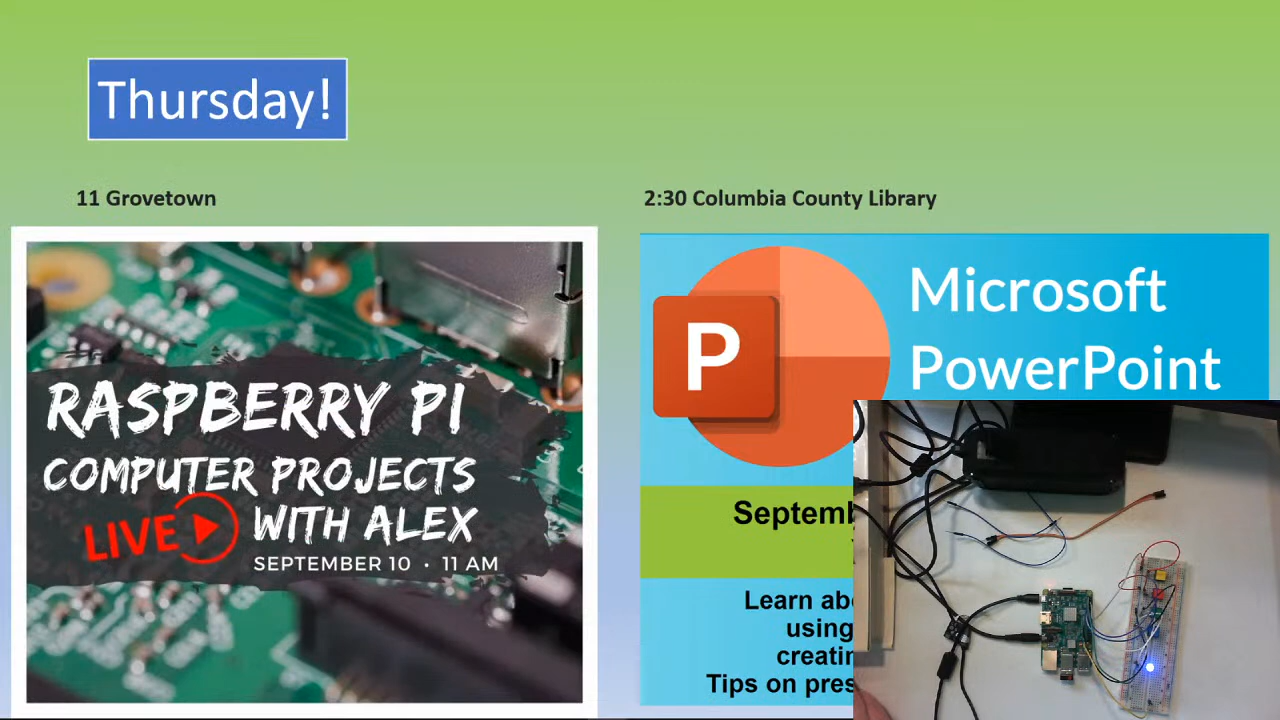 Thursday!
11 Grovetown
2:30 Columbia County Library
RASPBERRY PI
COMPUTER PROJECTS
LIVE WITH ALEX
SEPTEMBER 10 • 11 AM
P
Microsoft
PowerPoint
Septemb
Learn abo
using
creatin
Tips on pres